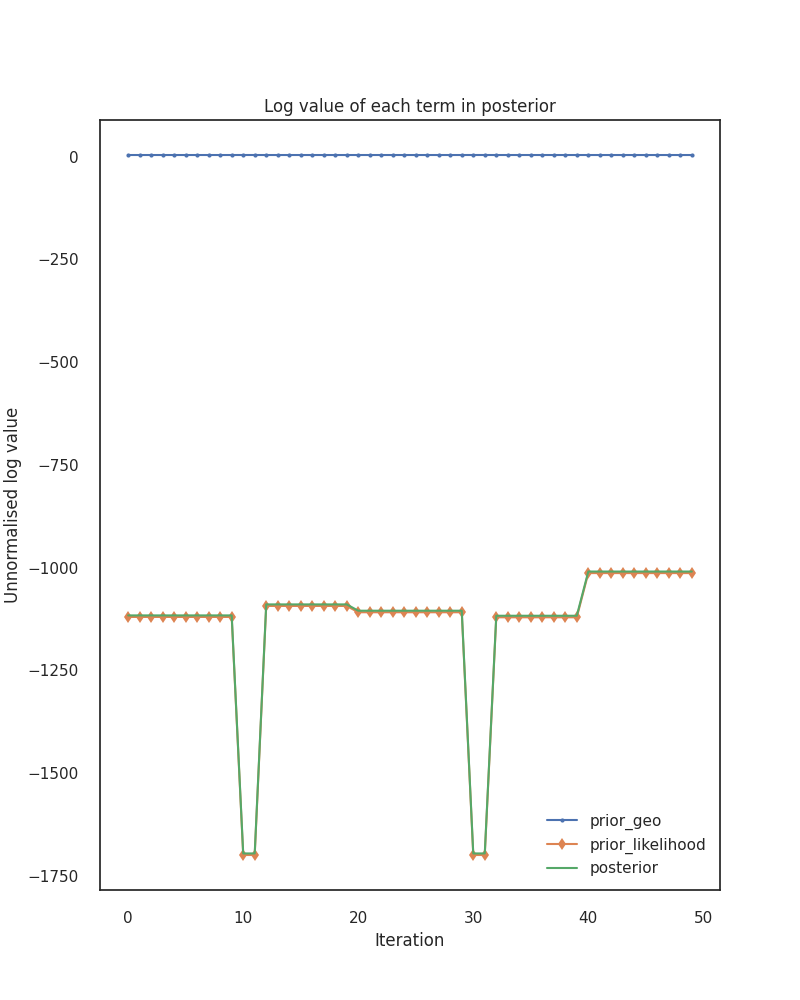 Log value of each term in posterior
Unnormalised log value
0
−250
−500
−750
−1000
−1250
−1500
−1750
prior_geo
prior_likelihood
posterior
0 10 20 30 40 50
Iteration